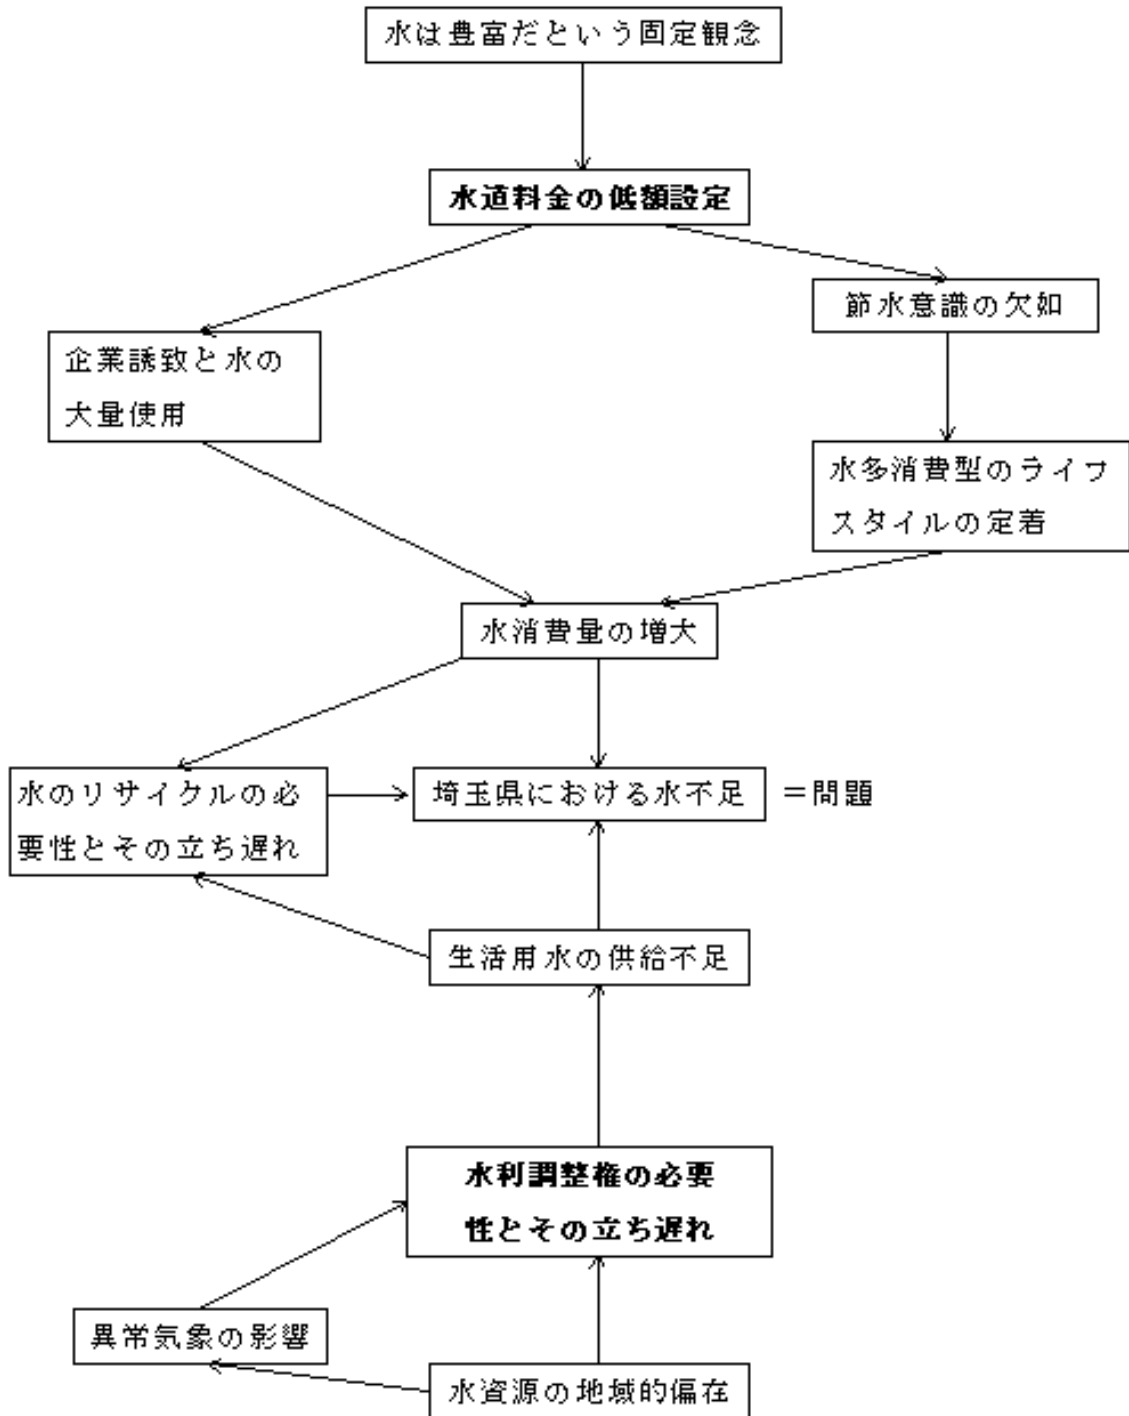 水は豊富だという固定観念
水道料金の低額設定
節水意識の欠如
企業誘致と水の
大量使用
水多消費型のライフ
スタイルの定着
水消費量の増大
水のリサイクルの必
要性とその立ち遅れ
埼玉県における水不足 =問題
生活用水の供給不足
水利調整権の必要
性とその立ち遅れ
異常気象の影響
水資源の地域的偏在